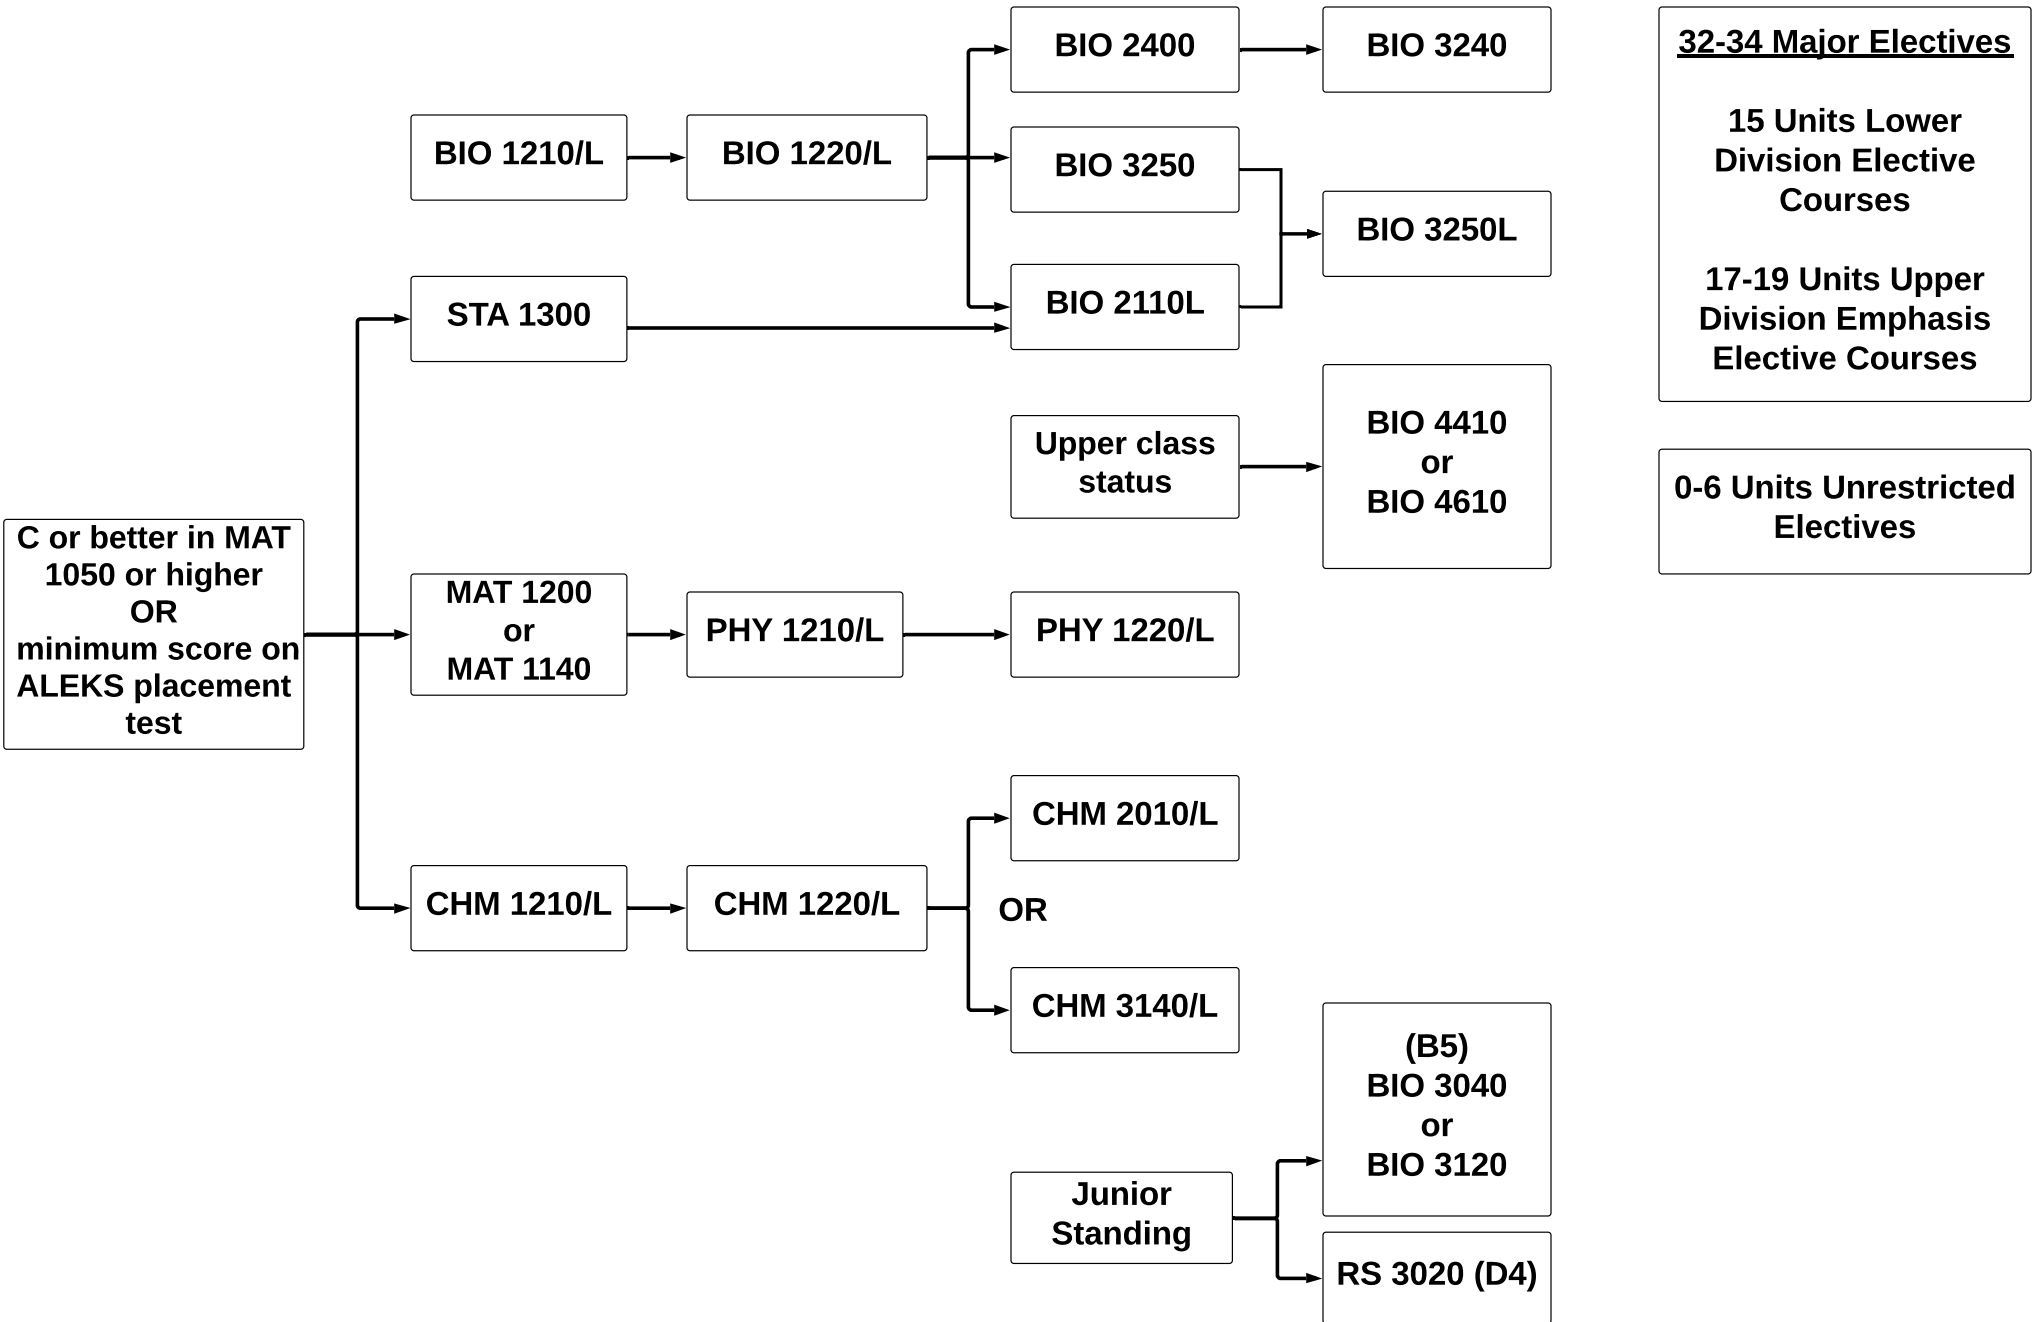 BIO 2400
BIO 3240
32-34 Major Electives
15 Units Lower
Division Elective
Courses
17-19 Units Upper
Division Emphasis
Elective Courses
BIO 1210/L
BIO 1220/L
BIO 3250
BIO 3250L
STA 1300
BIO 2110L
Upper class
status
BIO 4410
or
BIO 4610
0-6 Units Unrestricted
Electives
C or better in MAT
1050 or higher
OR
minimum score on
ALEKS placement
test
MAT 1200
or
MAT 1140
PHY 1210/L
PHY 1220/L
CHM 2010/L
CHM 1210/L
CHM 1220/L
OR
CHM 3140/L
(B5)
BIO 3040
or
BIO 3120
Junior
Standing
RS 3020 (D4)